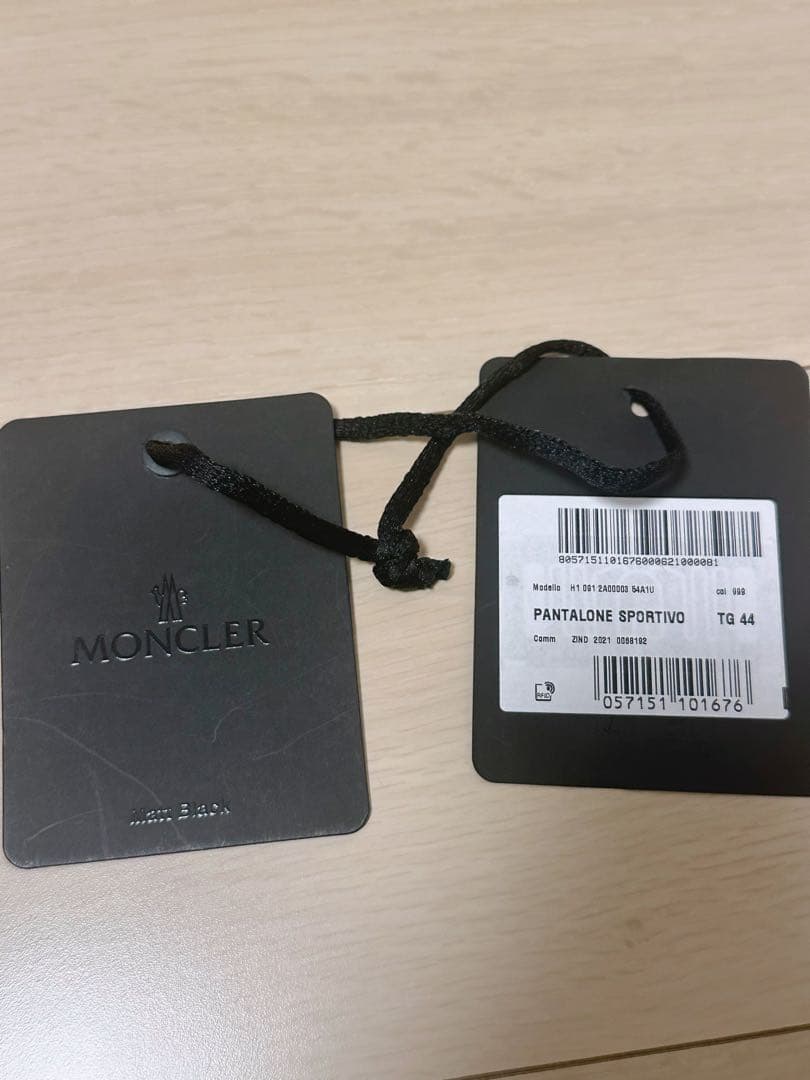 MONCLER
Matt Black
8057151101676000621000081
Modello H1 091 2A00003 54A1U col 999
PANTALONE SPORTIVO TG 44
Comm ZIND 2021 0068192
RFID
057151 101676